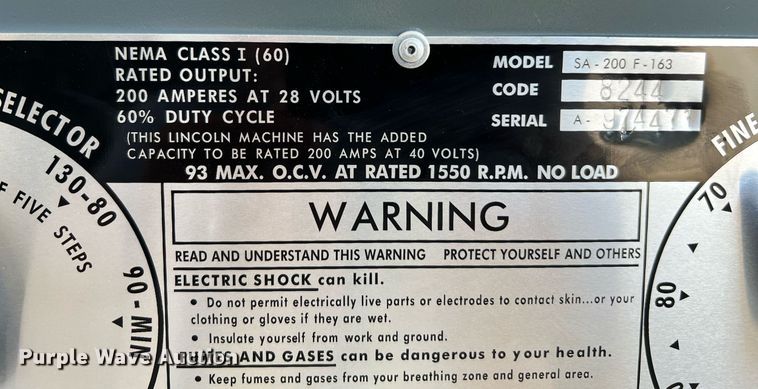 NEMA CLASS I (60)
RATED OUTPUT:
200 AMPERES AT 28 VOLTS
60% DUTY CYCLE
(THIS LINCOLN MACHINE HAS THE ADDED
CAPACITY TO BE RATED 200 AMPS AT 40 VOLTS)
93 MAX. O.C.V. AT RATED 1550 R.P.M. NO LOAD
MODEL SA-200 F-163
CODE 8244
SERIAL A-
SELECTOR
130-80
FIVE STEPS
90-MIN
FINE
70
80
WARNING
READ AND UNDERSTAND THIS WARNING PROTECT YOURSELF AND OTHERS
ELECTRIC SHOCK can kill.
• Do not permit electrically live parts or electrodes to contact skin...or your
clothing or gloves if they are wet.
• Insulate yourself from work and ground.
FUMES AND GASES can be dangerous to your health.
• Keep fumes and gases from your breathing zone and general area.
Purple Wave Auction